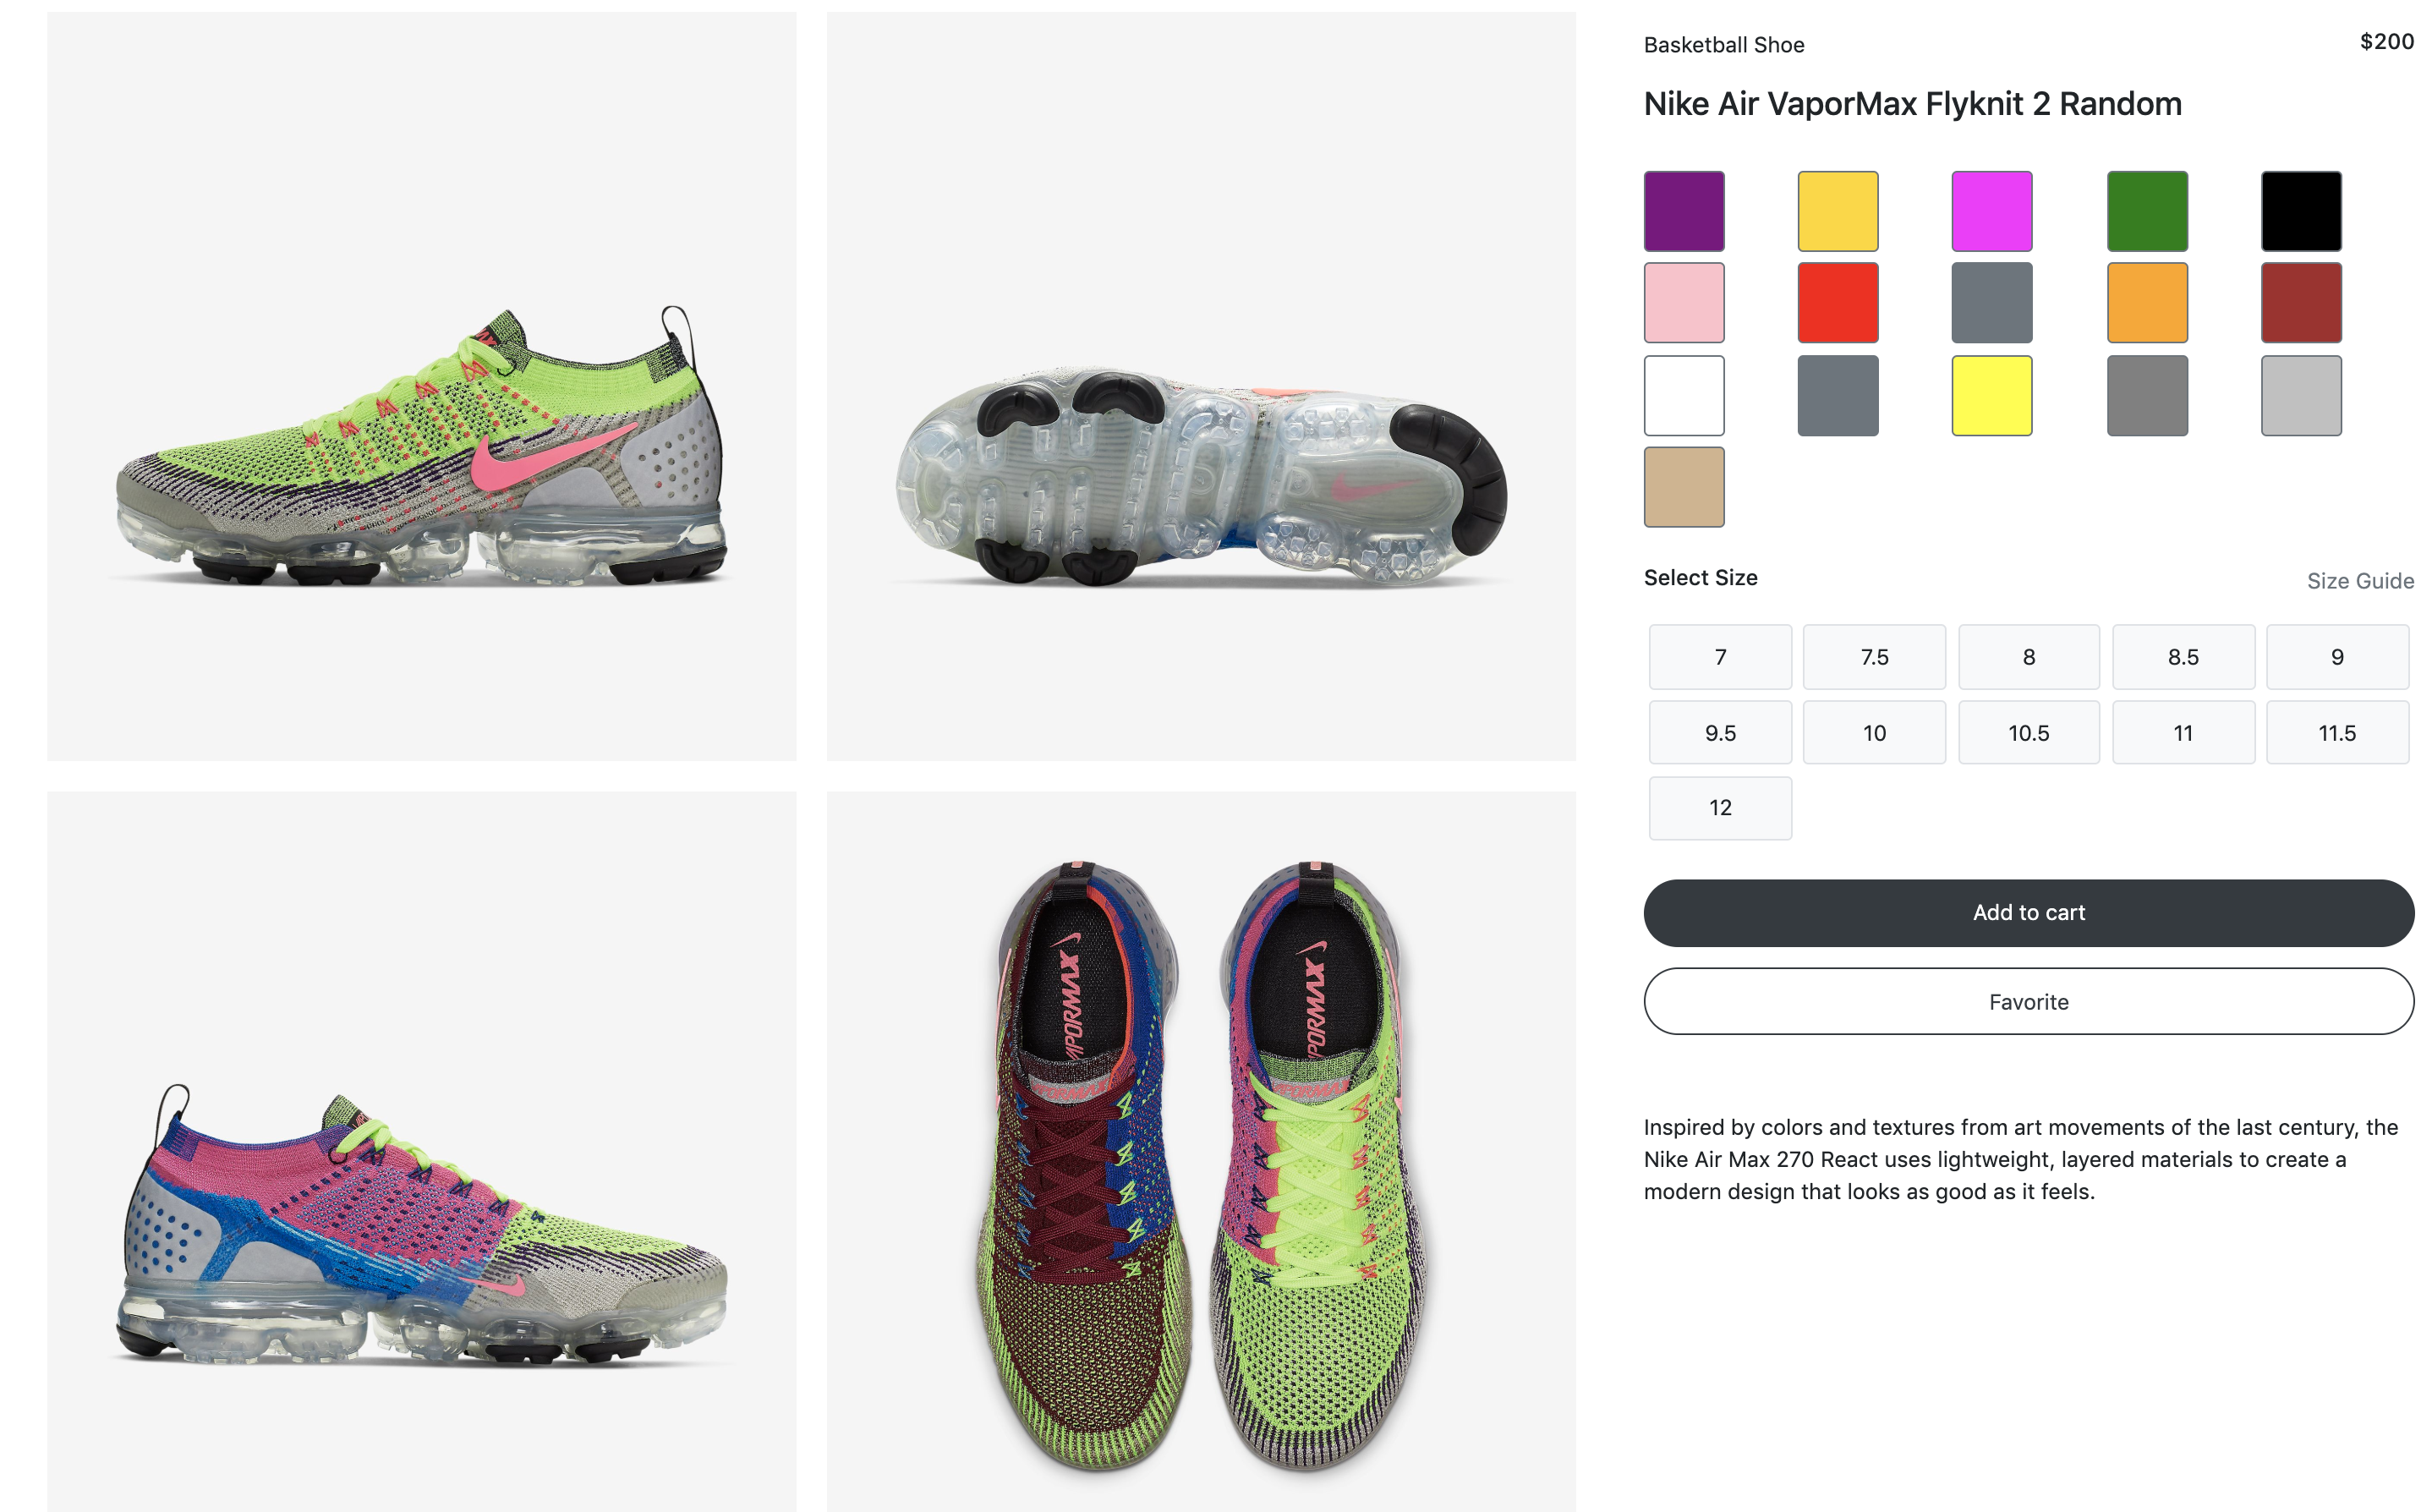 Basketball Shoe
$200
Nike Air VaporMax Flyknit 2 Random
Select Size
Size Guide
7
7.5
8
8.5
9
9.5
10
10.5
11
11.5
12
Add to cart
Favorite
Inspired by colors and textures from art movements of the last century, the
Nike Air Max 270 React uses lightweight, layered materials to create a
modern design that looks as good as it feels.